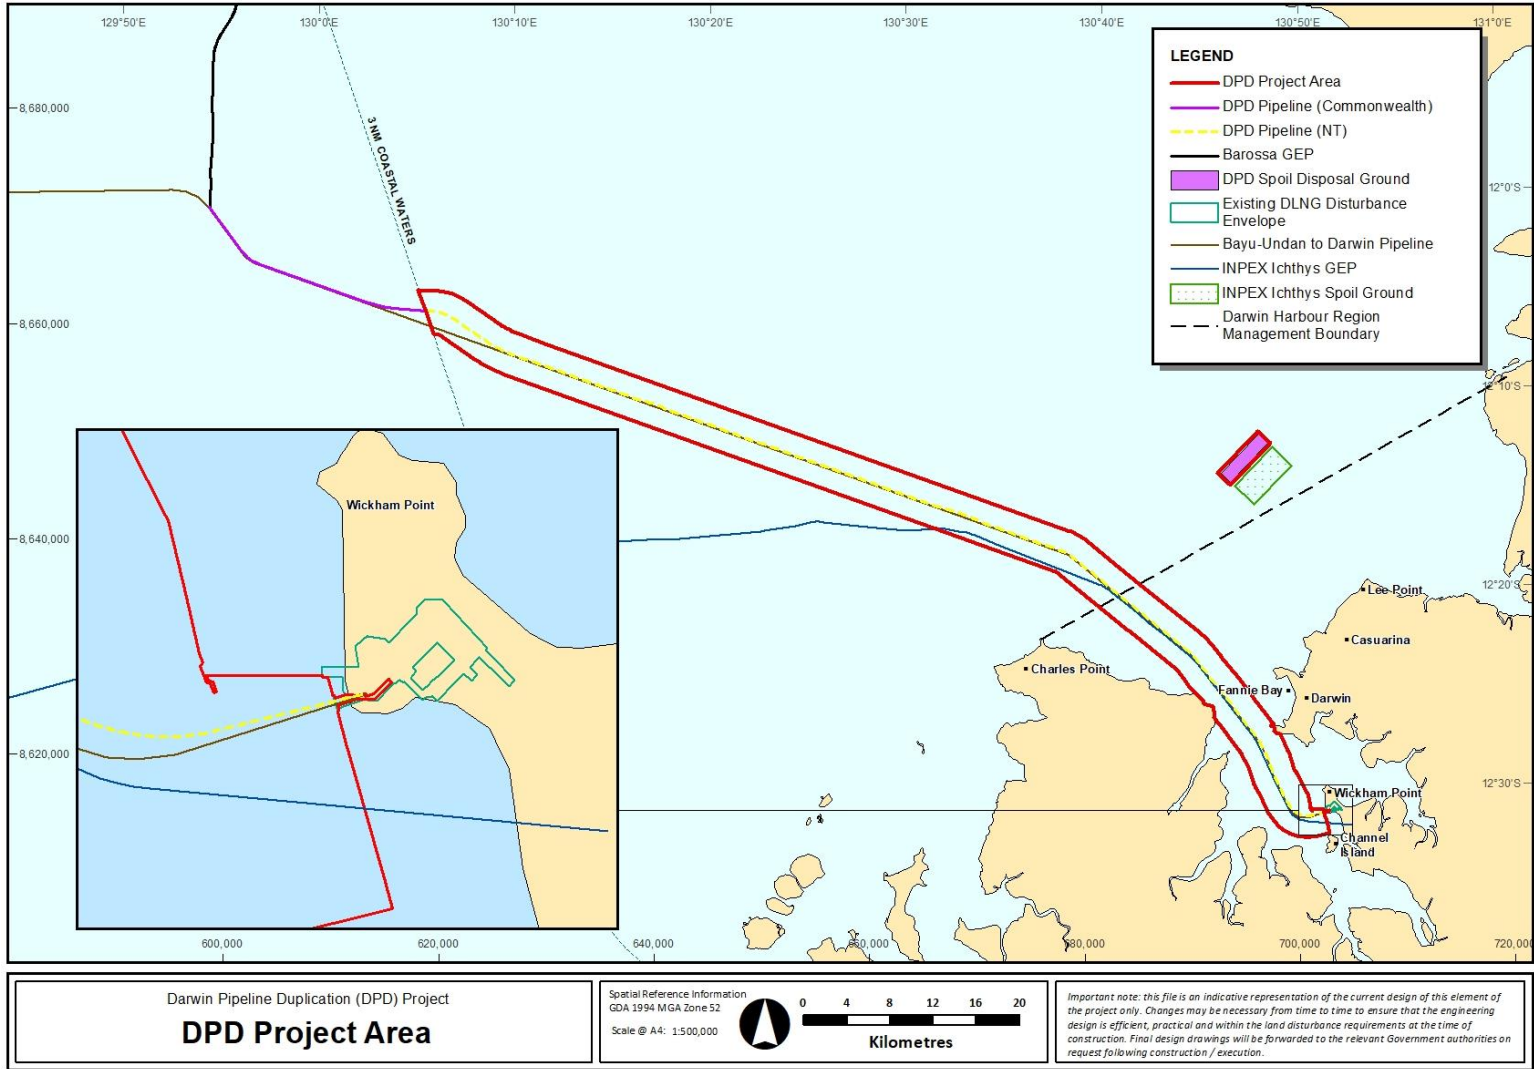 129°50'E
130°0'E
130°10'E
130°20'E
130°30'E
130°40'E
130°50'E
131°0'E
8,680,000
8,660,000
8,640,000
8,620,000
12°0'S
12°10'S
12°20'S
12°30'S
3 NM COASTAL WATERS
LEGEND
DPD Project Area
DPD Pipeline (Commonwealth)
DPD Pipeline (NT)
Barossa GEP
DPD Spoil Disposal Ground
Existing DLNG Disturbance
Envelope
Bayu-Undan to Darwin Pipeline
INPEX Ichthys GEP
INPEX Ichthys Spoil Ground
Darwin Harbour Region
Management Boundary
Wickham Point
Lee Point
Casuarina
Charles Point
Fannie Bay
Darwin
Wickham Point
Channel
Island
600,000
620,000
640,000
660,000
680,000
700,000
720,000
Darwin Pipeline Duplication (DPD) Project
DPD Project Area
Spatial Reference Information
GDA 1994 MGA Zone 52
Scale @ A4: 1:500,000
0 4 8 12 16 20
Kilometres
Important note: this file is an indicative representation of the current design of this element of
the project only. Changes may be necessary from time to time to ensure that the engineering
design is efficient, practical and within the land disturbance requirements at the time of
construction. Final design drawings will be forwarded to the relevant Government authorities on
request following construction / execution.